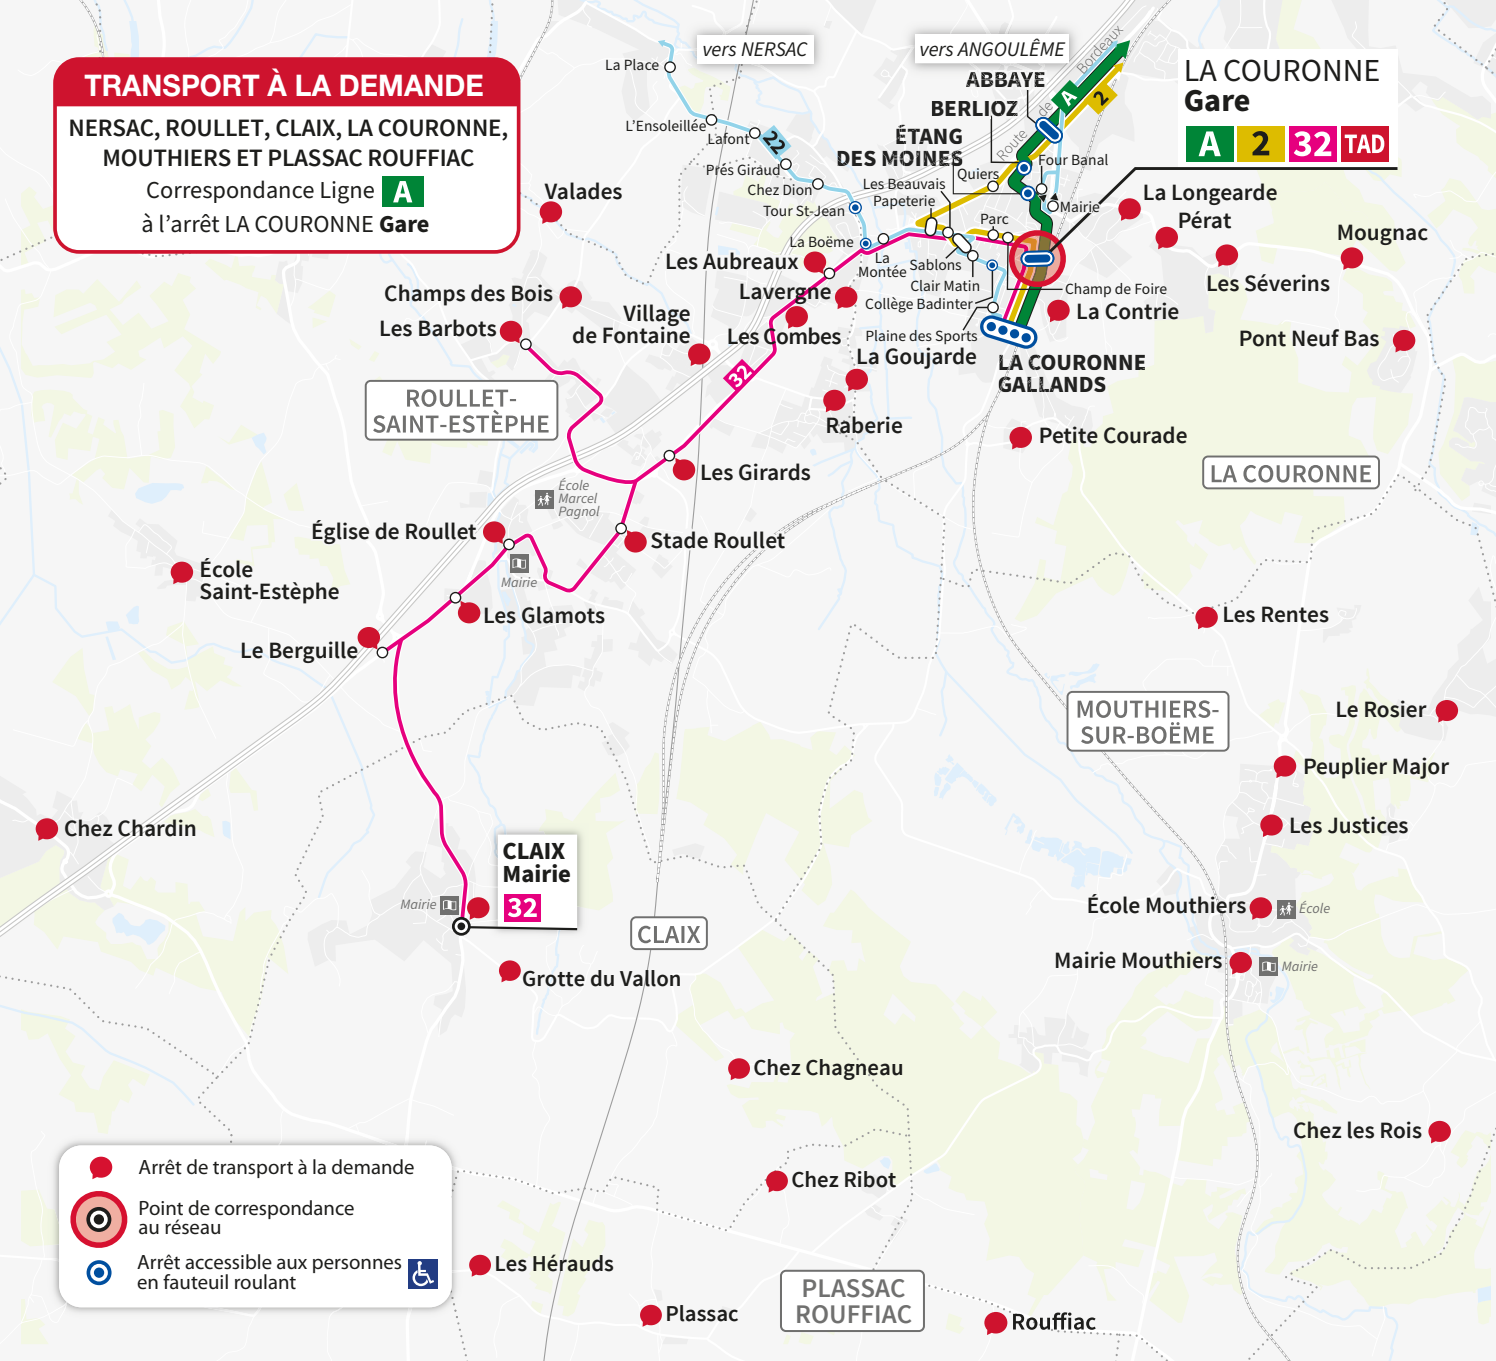 TRANSPORT À LA DEMANDE
NERSAC, ROULLET, CLAIX, LA COURONNE,
MOUTHIERS ET PLASSAC ROUFFIAC
Correspondance Ligne A
à l'arrêt LA COURONNE Gare
vers NERSAC
vers ANGOULÊME
Bordeaux
Route de
LA COURONNE
Gare
A 2 32 TAD
A
2
ABBAYE
BERLIOZ
ÉTANG
DES MOINES
La Place
L'Ensoleillée
Lafont
22
Prés Giraud
Chez Dion
Tour St-Jean
La Boëme
La
Montée
Les Beauvais
Papeterie
Quiers
Four Banal
Mairie
Parc
Sablons
Clair Matin
Collège Badinter
Plaine des Sports
Champ de Foire
LA COURONNE
GALLANDS
Valades
La Longearde
Pérat
Mougnac
Les Séverins
La Contrie
Pont Neuf Bas
Les Aubreaux
Lavergne
Les Combes
Champs des Bois
Les Barbots
Village
de Fontaine
La Goujarde
Raberie
32
Petite Courade
ROULLET-
SAINT-ESTÈPHE
LA COURONNE
Les Girards
École
Marcel
Pagnol
Église de Roullet
Stade Roullet
Mairie
École
Saint-Estèphe
Les Glamots
Le Berguille
Les Rentes
MOUTHIERS-
SUR-BOËME
Le Rosier
Peuplier Major
Les Justices
Chez Chardin
CLAIX
Mairie
32
Mairie
École Mouthiers
École
CLAIX
Mairie Mouthiers
Mairie
Grotte du Vallon
Chez Chagneau
Chez les Rois
Chez Ribot
Les Hérauds
Plassac
PLASSAC
ROUFFIAC
Rouffiac
Arrêt de transport à la demande
Point de correspondance
au réseau
Arrêt accessible aux personnes
en fauteuil roulant